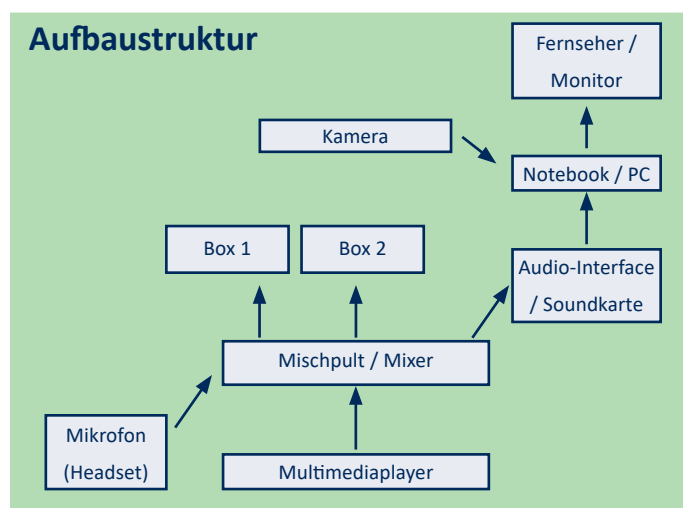 Aufbaustruktur
Fernseher /
Monitor
Kamera
Notebook / PC
Box 1
Box 2
Audio-Interface
/ Soundkarte
Mischpult / Mixer
Mikrofon
(Headset)
Multimediaplayer